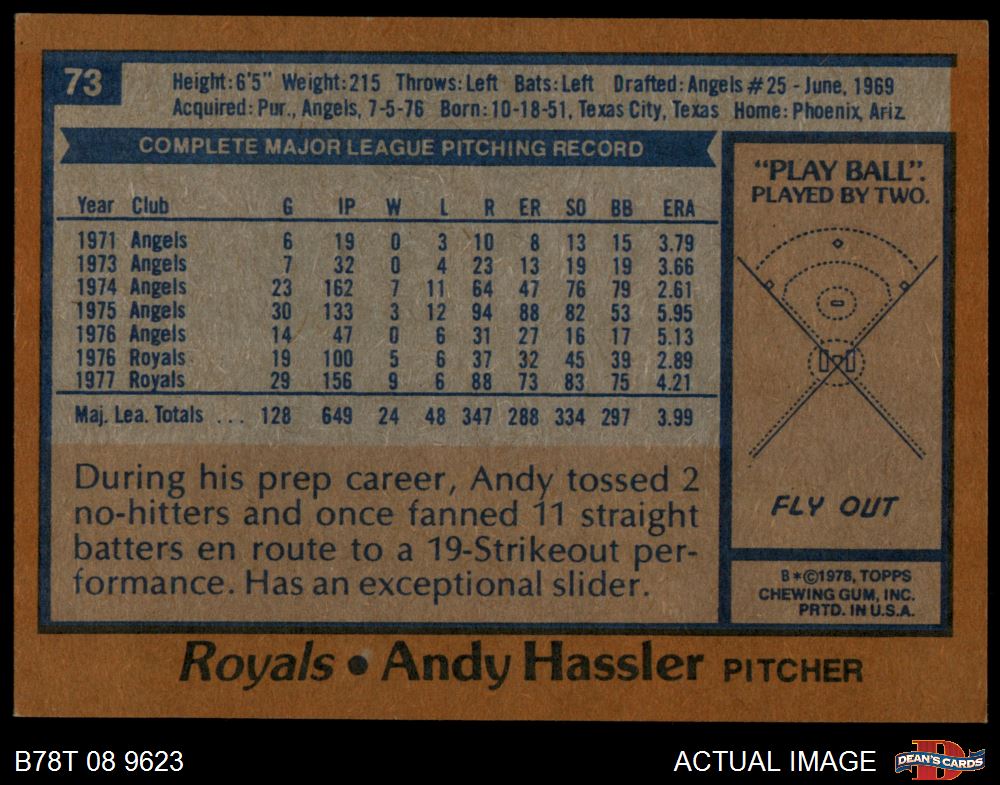 73
Height: 6'5" Weight: 215 Throws: Left Bats: Left Drafted: Angels #25 - June, 1969
Acquired: Pur., Angels, 7-5-76 Born: 10-18-51, Texas City, Texas Home: Phoenix, Ariz.
COMPLETE MAJOR LEAGUE PITCHING RECORD
Year Club G IP W L R ER SO BB ERA
1971 Angels 6 19 0 3 10 8 13 15 3.79
1973 Angels 7 32 0 4 23 13 19 19 3.66
1974 Angels 23 162 7 11 64 47 76 79 2.61
1975 Angels 30 133 3 12 94 88 82 53 5.95
1976 Angels 14 47 0 6 31 27 16 17 5.13
1976 Royals 19 100 5 6 37 32 45 39 2.89
1977 Royals 29 156 9 6 88 73 83 75 4.21
Maj. Lea. Totals ... 128 649 24 48 347 288 334 297 3.99
During his prep career, Andy tossed 2
no-hitters and once fanned 11 straight
batters en route to a 19-Strikeout per-
formance. Has an exceptional slider.
"PLAY BALL":
PLAYED BY TWO.
FLY OUT
B*©1978, TOPPS
CHEWING GUM, INC.
PRTD. IN U.S.A.
Royals • Andy Hassler PITCHER
B78T 08 9623
ACTUAL IMAGE
D
DEAN'S CARDS